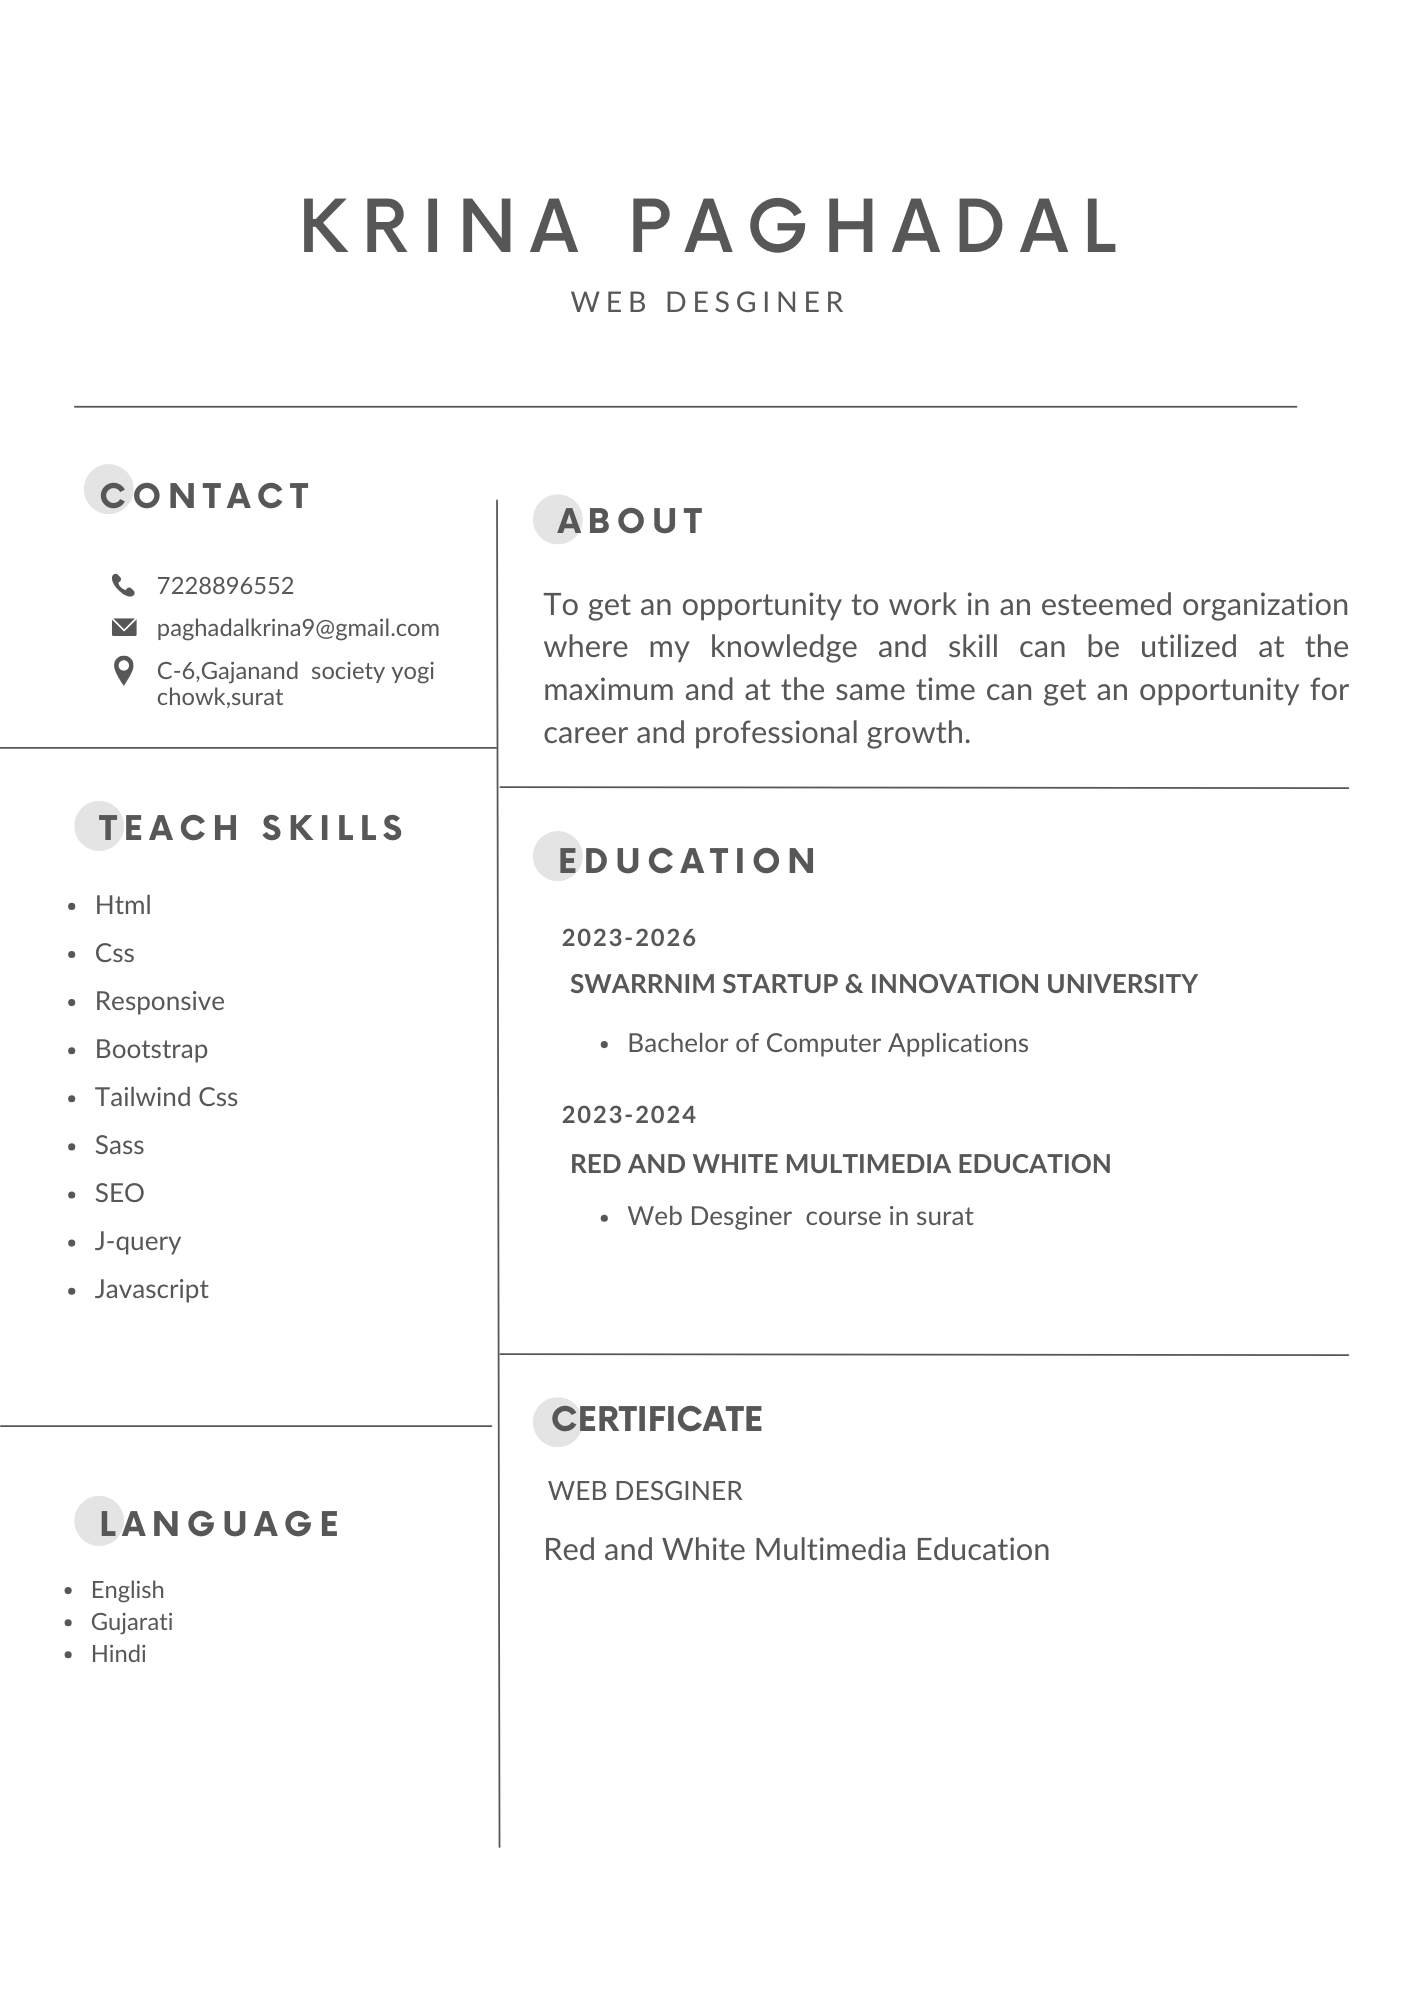 KRINA PAGHADAL
WEB DESGINER
CONTACT
7228896552
paghadalkrina9@gmail.com
C-6,Gajanand  society yogi
chowk,surat
TEACH SKILLS
• Html
• Css
• Responsive
• Bootstrap
• Tailwind Css
• Sass
• SEO
• J-query
• Javascript
LANGUAGE
• English
• Gujarati
• Hindi
ABOUT
To get an opportunity to work in an esteemed organization
where my knowledge and skill can be utilized at the
maximum and at the same time can get an opportunity for
career and professional growth.
EDUCATION
2023-2026
SWARRNIM STARTUP & INNOVATION UNIVERSITY
• Bachelor of Computer Applications
2023-2024
RED AND WHITE MULTIMEDIA EDUCATION
• Web Desginer  course in surat
CERTIFICATE
WEB DESGINER
Red and White Multimedia Education